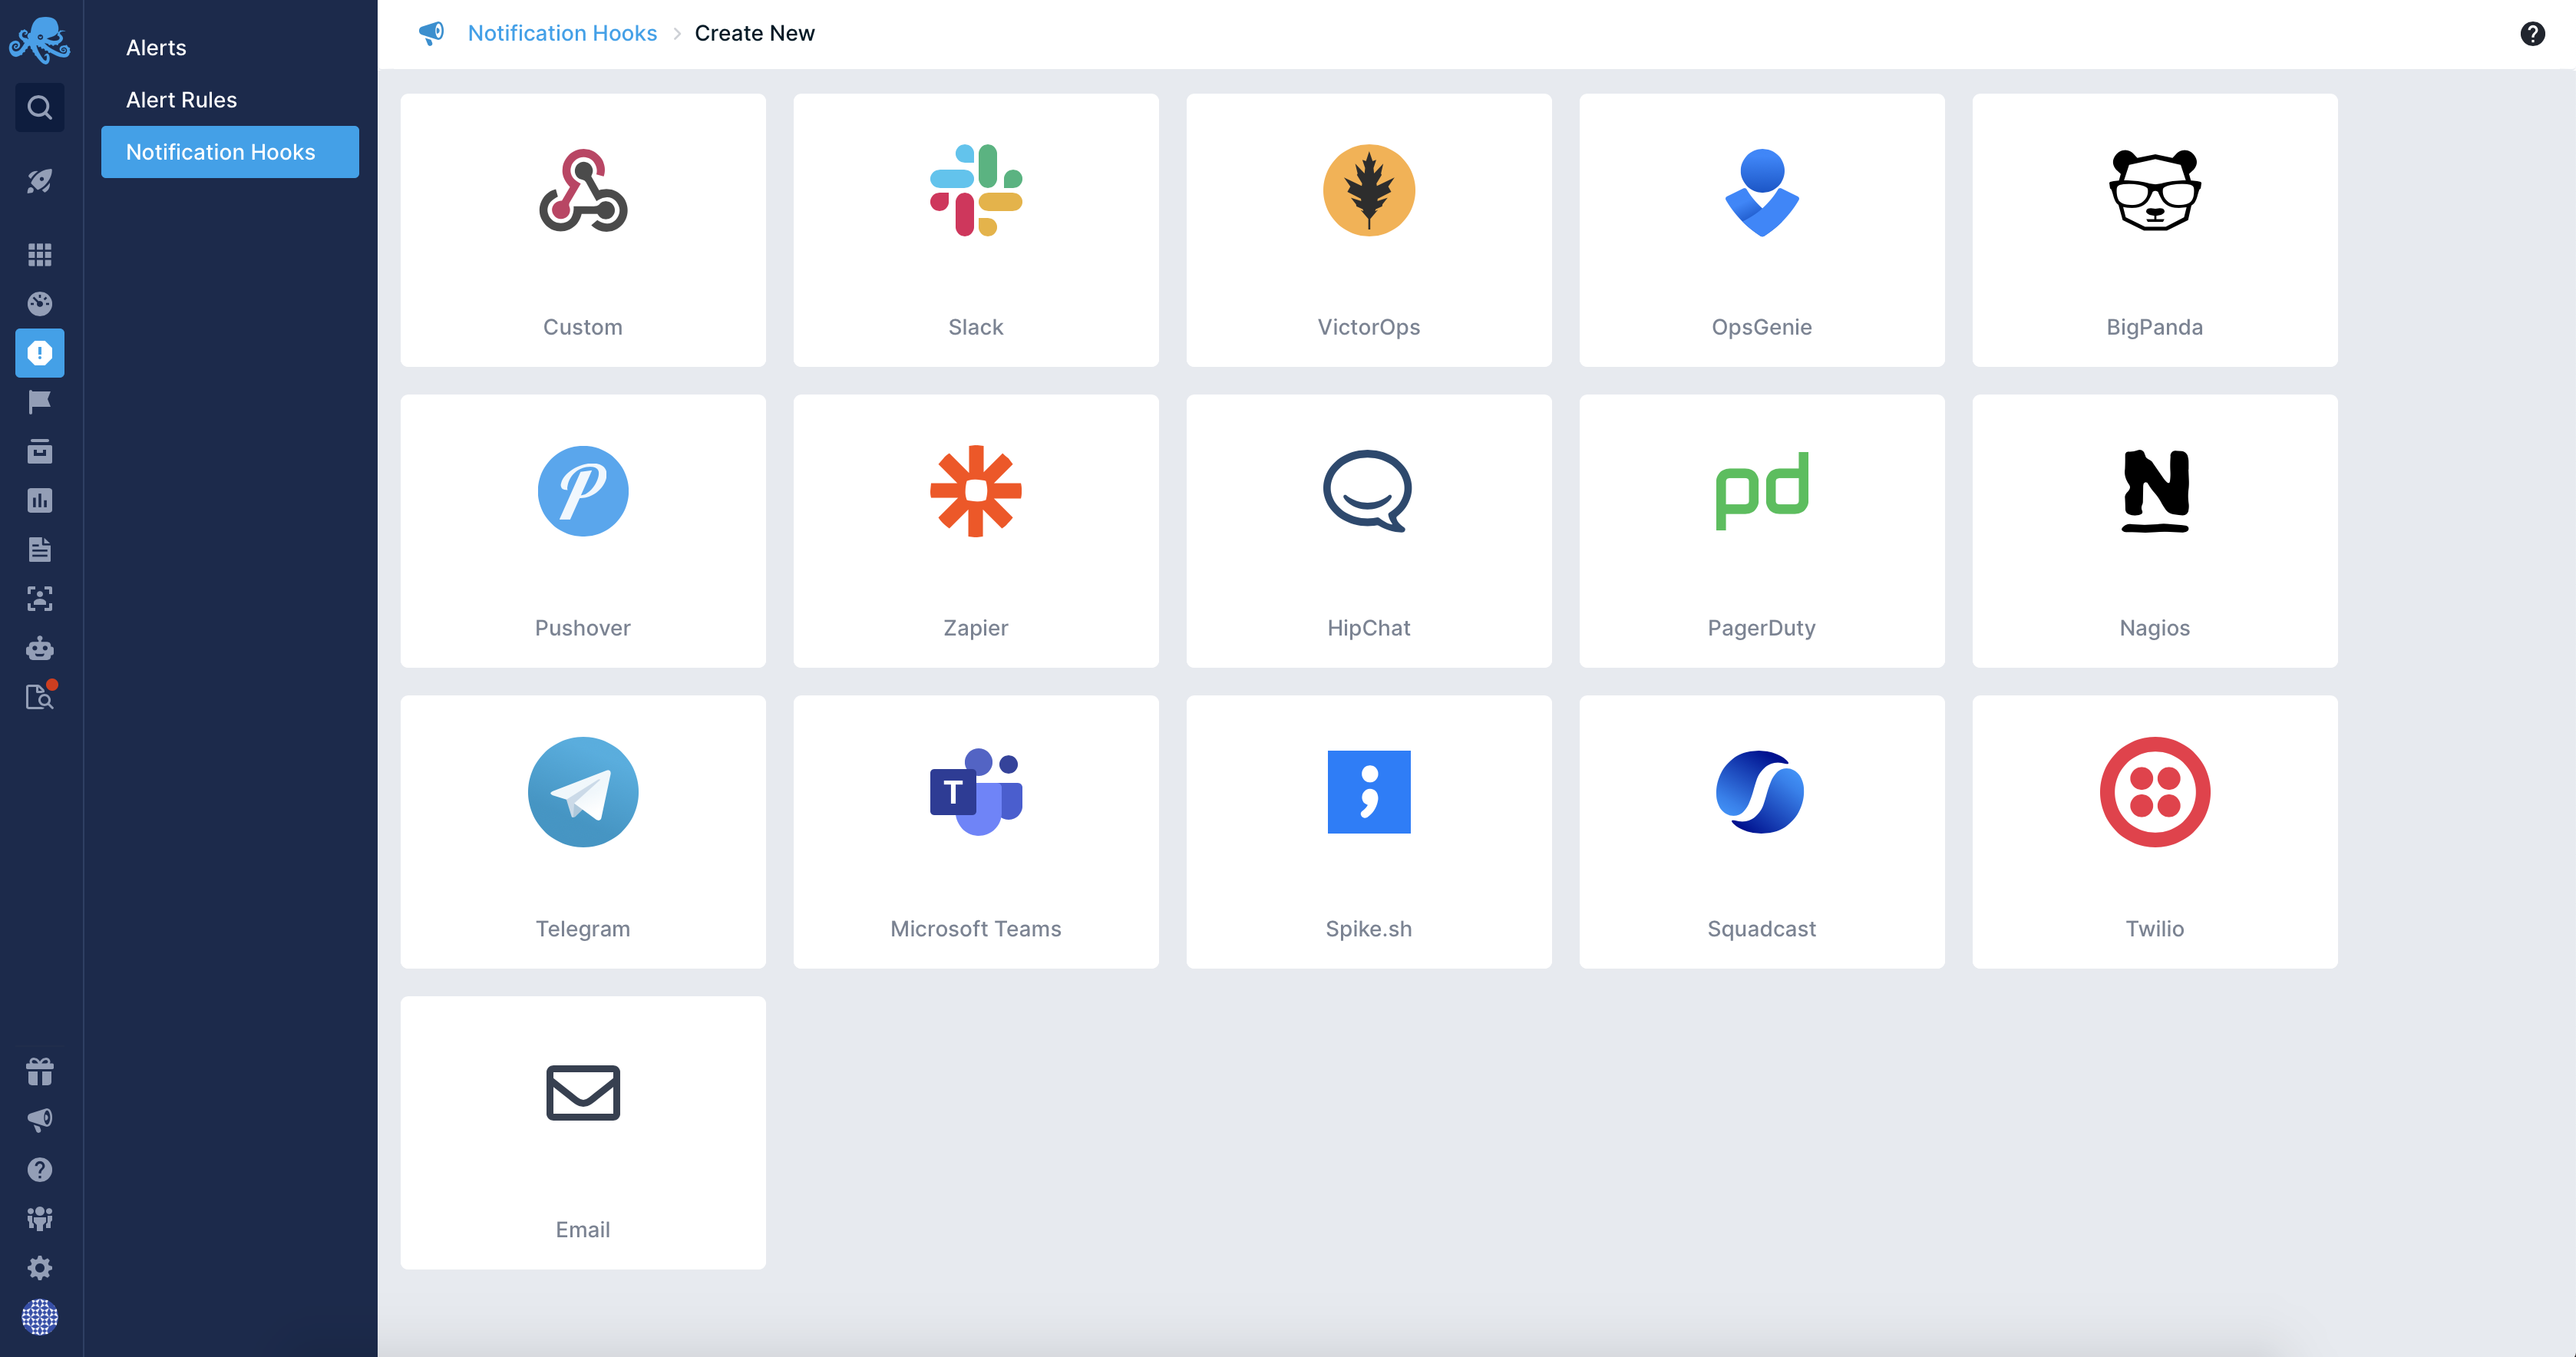 Alerts
Alert Rules
Notification Hooks
Notification Hooks > Create New
Custom
Slack
VictorOps
OpsGenie
BigPanda
Pushover
Zapier
HipChat
pd
PagerDuty
N
Nagios
Telegram
T
Microsoft Teams
Spike.sh
Squadcast
Twilio
Email